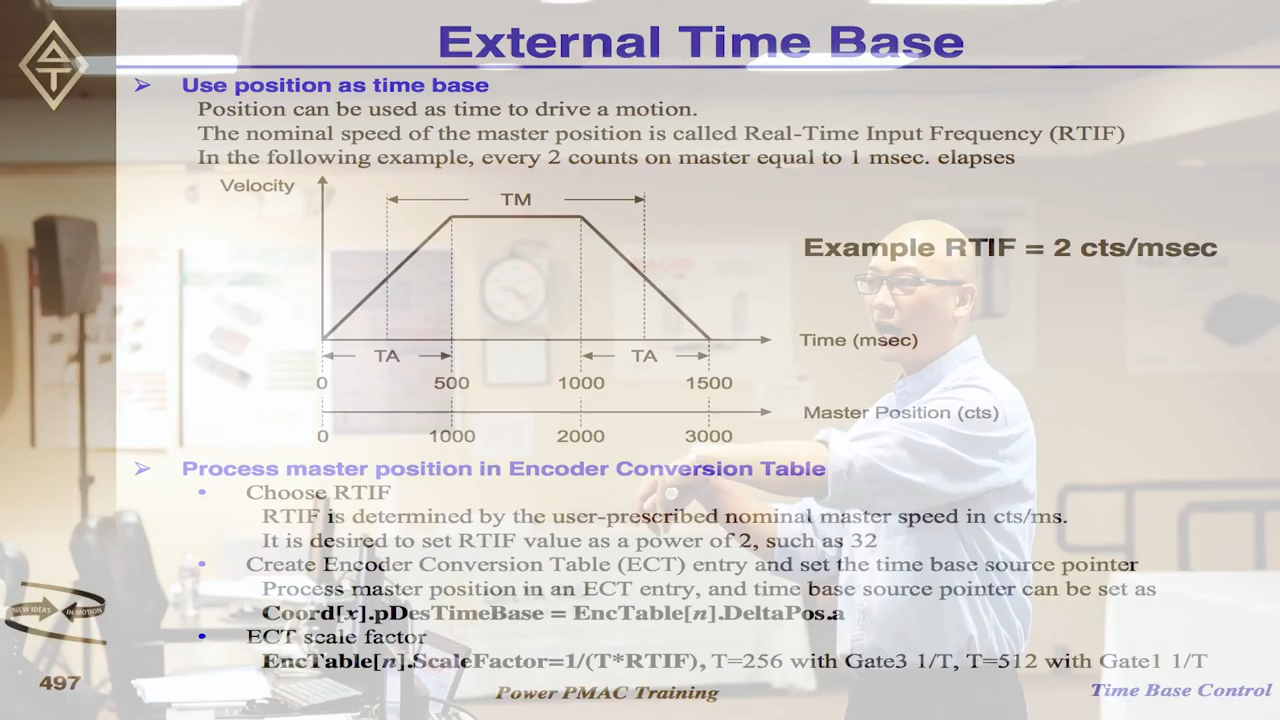 External Time Base
Use position as time base
Position can be used as time to drive a motion.
The nominal speed of the master position is called Real-Time Input Frequency (RTIF)
In the following example, every 2 counts on master equal to 1 msec. elapses
Velocity
TM
Example RTIF = 2 cts/msec
Time (msec)
TA TA
0 500 1000 1500
Master Position (cts)
0 1000 2000 3000
Process master position in Encoder Conversion Table
• Choose RTIF
RTIF is determined by the user-prescribed nominal master speed in cts/ms.
It is desired to set RTIF value as a power of 2, such as 32
• Create Encoder Conversion Table (ECT) entry and set the time base source pointer
Process master position in an ECT entry, and time base source pointer can be set as
Coord[x].pDesTimeBase = EncTable[n].DeltaPos.a
• ECT scale factor
EncTable[n].ScaleFactor=1/(T*RTIF), T=256 with Gate3 1/T, T=512 with Gate1 1/T
NEW IDEAS IN MOTION
497
Power PMAC Training
Time Base Control